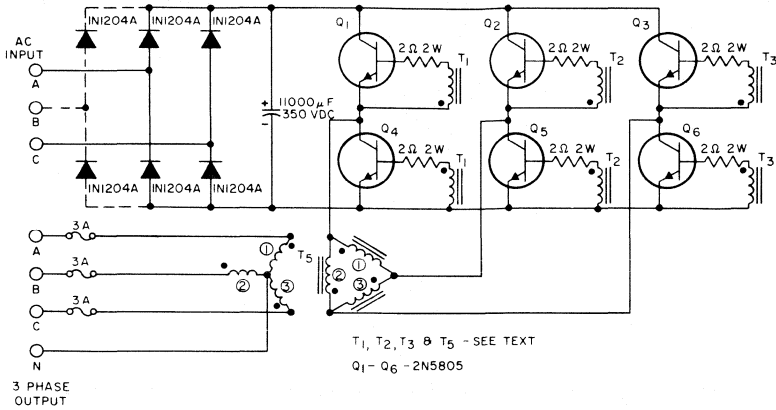 IN1204A IN1204A IN1204A
Q1 Q2 Q3
AC
INPUT
2Ω 2W T1 2Ω 2W T2 2Ω 2W T3
A
B
C
+
11000μF
350 VDC
-
Q4 Q5 Q6
2Ω 2W T1 2Ω 2W T2 2Ω 2W T3
IN1204A IN1204A IN1204A
3A
A
① T5 ①
3A
B
② ③ ② ③
3A
C
N
T1, T2, T3 & T5 - SEE TEXT
Q1- Q6 -2N5805
3 PHASE
OUTPUT